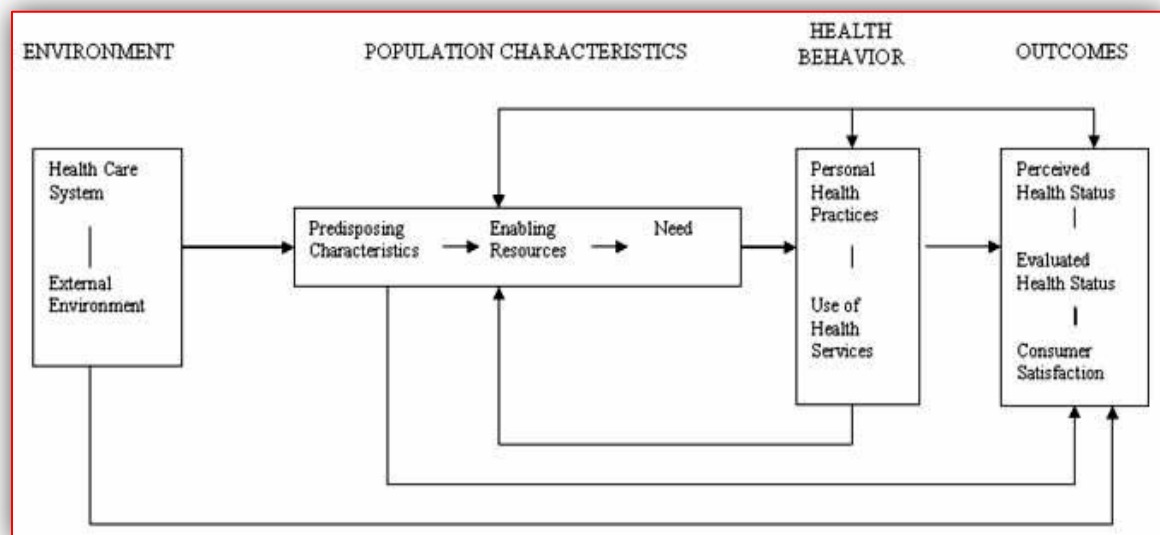 ENVIRONMENT
POPULATION CHARACTERISTICS
HEALTH
BEHAVIOR
OUTCOMES
Health Care
System
External
Environment
Predisposing
Characteristics
Enabling
Resources
Need
Personal
Health
Practices
Use of
Health
Services
Perceived
Health Status
Evaluated
Health Status
Consumer
Satisfaction